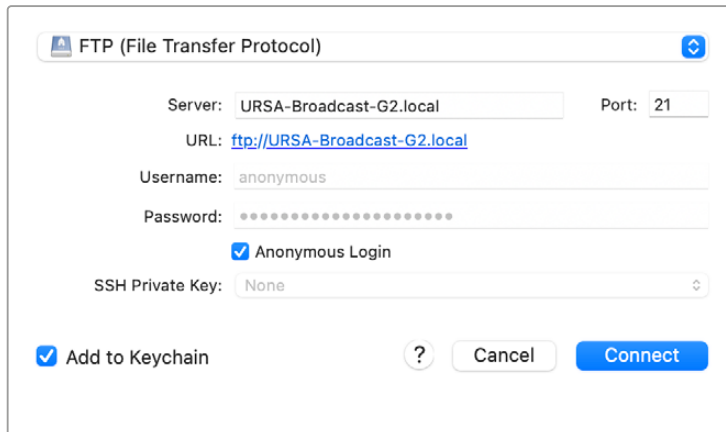 FTP (File Transfer Protocol)
Server: URSA-Broadcast-G2.local Port: 21
URL: ftp://URSA-Broadcast-G2.local
Username: anonymous
Password: ●●●●●●●●●●●●●●●●●●●●●
Anonymous Login
SSH Private Key: None
Add to Keychain ? Cancel Connect